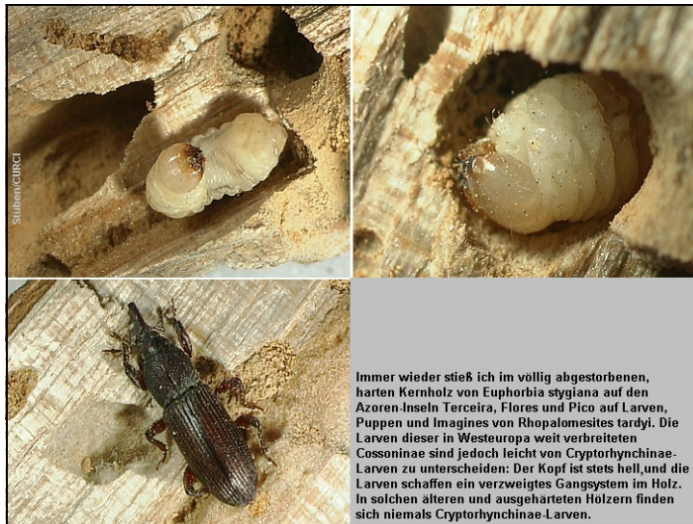 Stüben/CURCI
Immer wieder stieß ich im völlig abgestorbenen,
harten Kernholz von Euphorbia stygiana auf den
Azoren-Inseln Terceira, Flores und Pico auf Larven,
Puppen und Imagines von Rhopalomesites tardyi. Die
Larven dieser in Westeuropa weit verbreiteten
Cossoninae sind jedoch leicht von Cryptorhynchinae-
Larven zu unterscheiden: Der Kopf ist stets hell,und die
Larven schaffen ein verzweigtes Gangsystem im Holz.
In solchen älteren und ausgehärteten Hölzern finden
sich niemals Cryptorhynchinae-Larven.